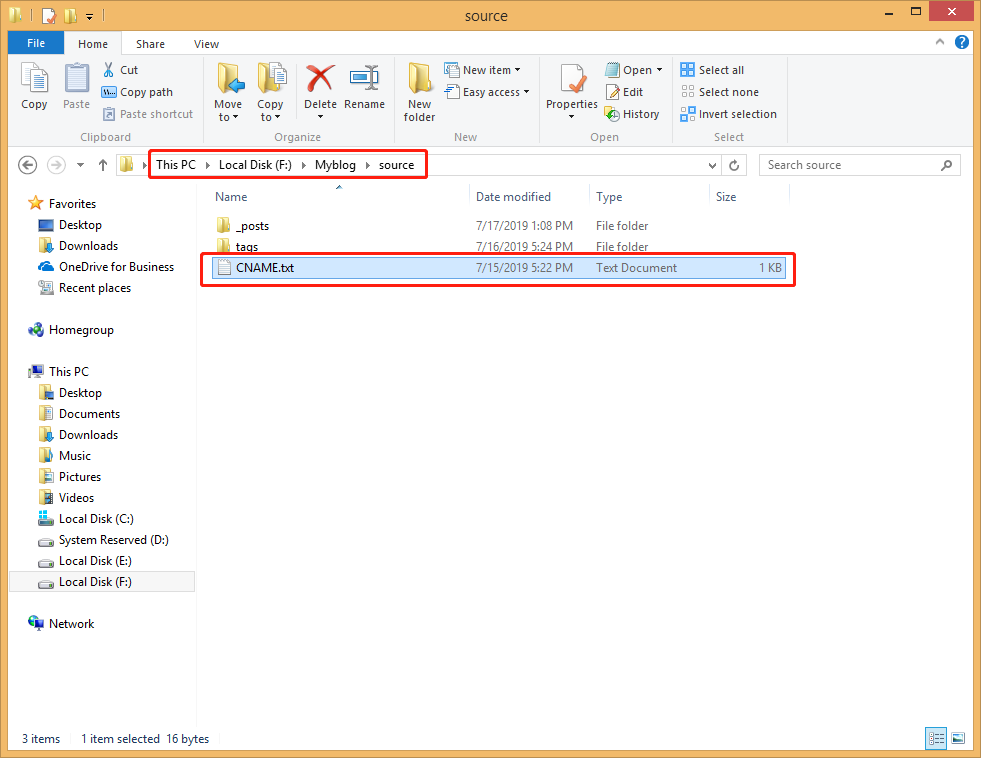 source
File Home Share View
Copy
Paste
Cut
Copy path
Paste shortcut
Clipboard
Move to
Copy to
Delete
Rename
Organize
New folder
New item
Easy access
New
Properties
Open
Edit
History
Open
Select all
Select none
Invert selection
Select
This PC Local Disk (F:) Myblog source
Search source
Favorites
Desktop
Downloads
OneDrive for Business
Recent places
Homegroup
This PC
Desktop
Documents
Downloads
Music
Pictures
Videos
Local Disk (C:)
System Reserved (D:)
Local Disk (E:)
Local Disk (F:)
Network
Name Date modified Type Size
_posts 7/17/2019 1:08 PM File folder
tags 7/16/2019 5:24 PM File folder
CNAME.txt 7/15/2019 5:22 PM Text Document 1 KB
3 items 1 item selected 16 bytes